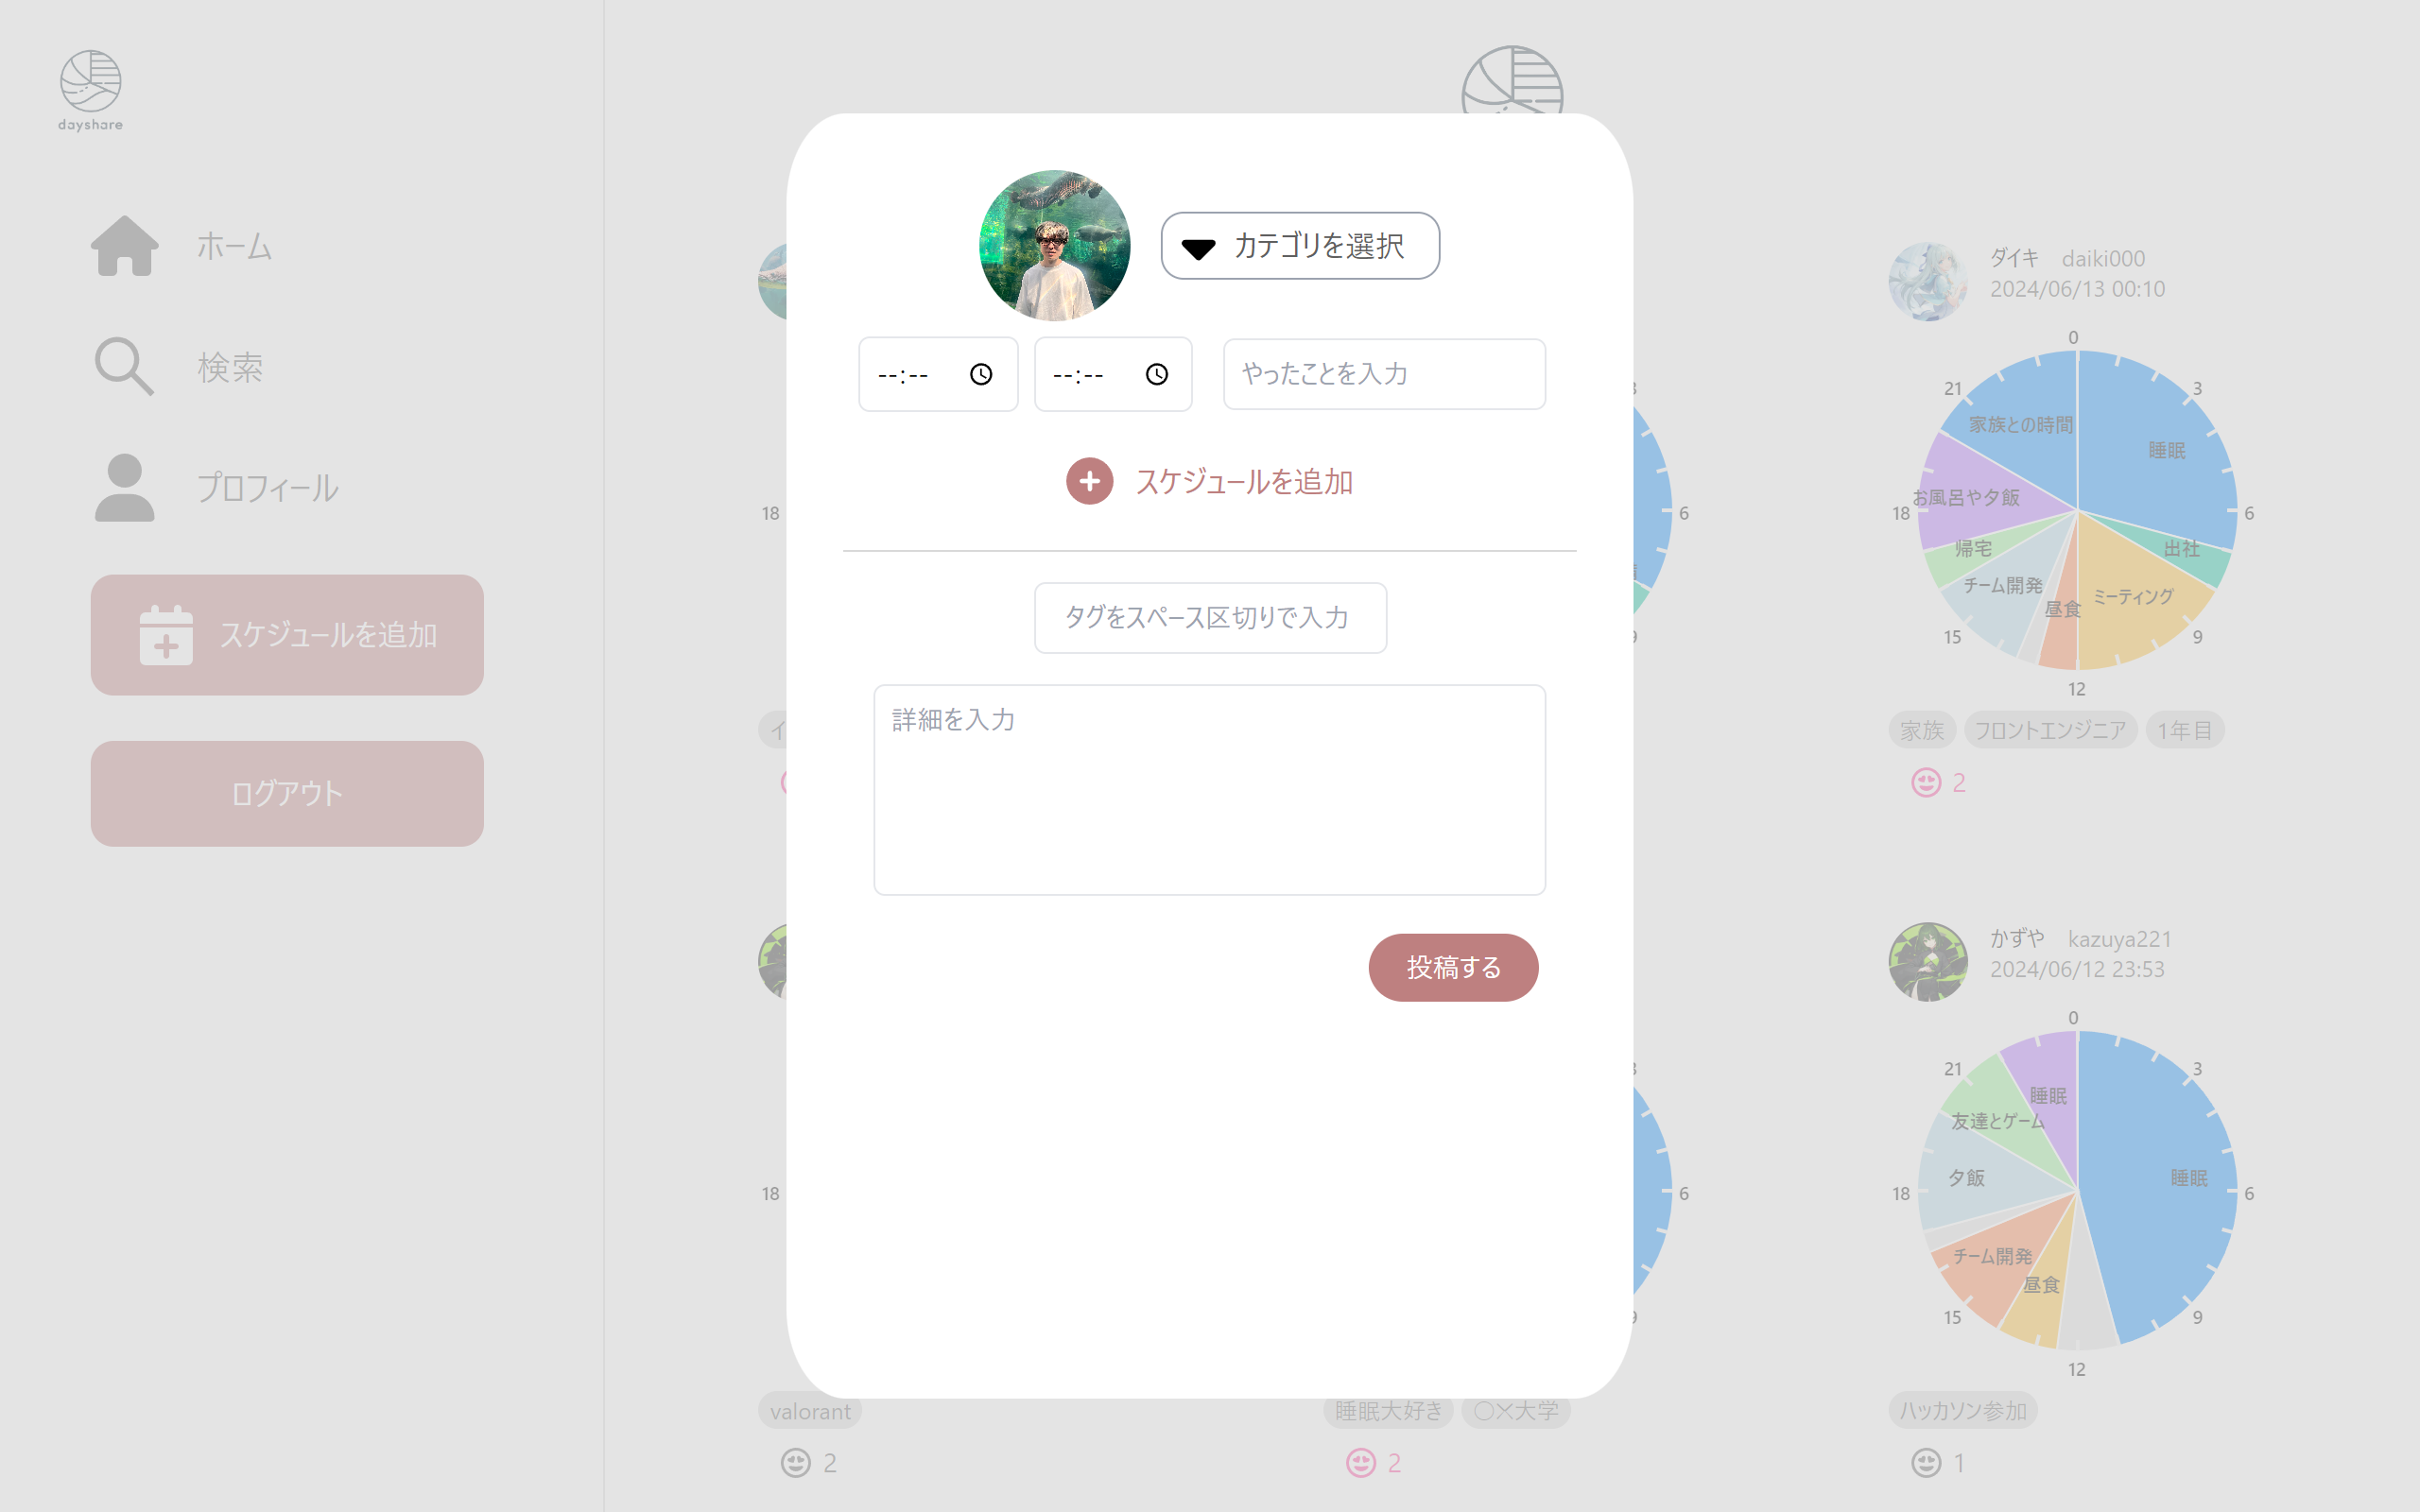 dayshare
ホーム
検索
プロフィール
スケジュールを追加
ログアウト
カテゴリを選択
--:--
--:--
やったことを入力
スケジュールを追加
タグをスペース区切りで入力
詳細を入力
投稿する
18
6
18
6
valorant
2
睡眠大好き
○×大学
2
ダイキ daiki000
2024/06/13 00:10
0
21
3
家族との時間
睡眠
お風呂や夕飯
18
6
帰宅
出社
チーム開発
ミーティング
昼食
15
9
12
家族
フロントエンジニア
1年目
2
かずや kazuya221
2024/06/12 23:53
0
21
3
睡眠
友達とゲーム
夕飯
睡眠
18
6
チーム開発
昼食
15
9
12
ハッカソン参加
1